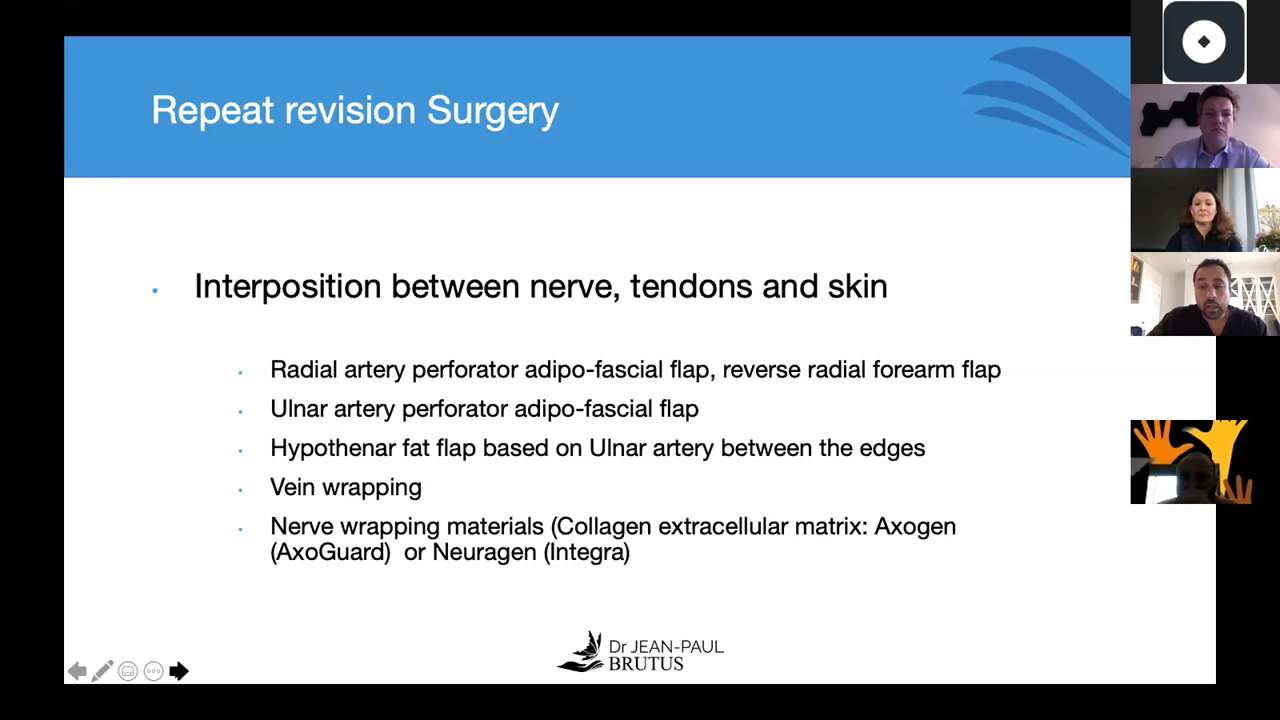 Repeat revision Surgery
• Interposition between nerve, tendons and skin
• Radial artery perforator adipo-fascial flap, reverse radial forearm flap
• Ulnar artery perforator adipo-fascial flap
• Hypothenar fat flap based on Ulnar artery between the edges
• Vein wrapping
• Nerve wrapping materials (Collagen extracellular matrix: Axogen
(AxoGuard)  or Neuragen (Integra)
Dr JEAN-PAUL
BRUTUS